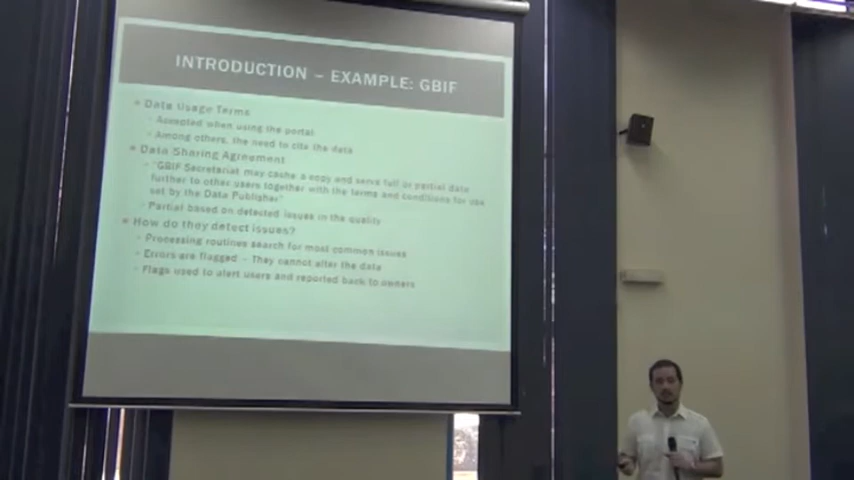 INTRODUCTION – EXAMPLE: GBIF
Data Usage Terms
Accepted when using the portal
Among others, the need to cite the data
Data Sharing Agreement
"GBIF Secretariat may cache a copy and serve full or partial data
further to other users together with the terms and conditions for use
set by the Data Publisher"
Partial based on detected issues in the quality
How do they detect issues?
Processing routines search for most common issues
Errors are flagged – They cannot alter the data
Flags used to alert users and reported back to owners